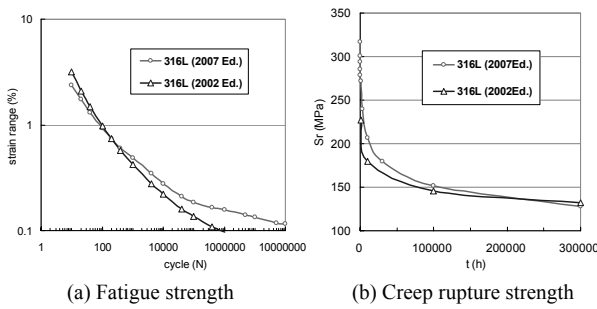 10
1
0.1
strain range (%)
316L (2007 Ed.)
316L (2002 Ed.)
1 100 10000 1000000 10000000
cycle (N)
(a) Fatigue strength
350
300
250
200
150
100
Sr (MPa)
316L (2007Ed.)
316L (2002Ed.)
0 100000 200000 300000
t (h)
(b) Creep rupture strength